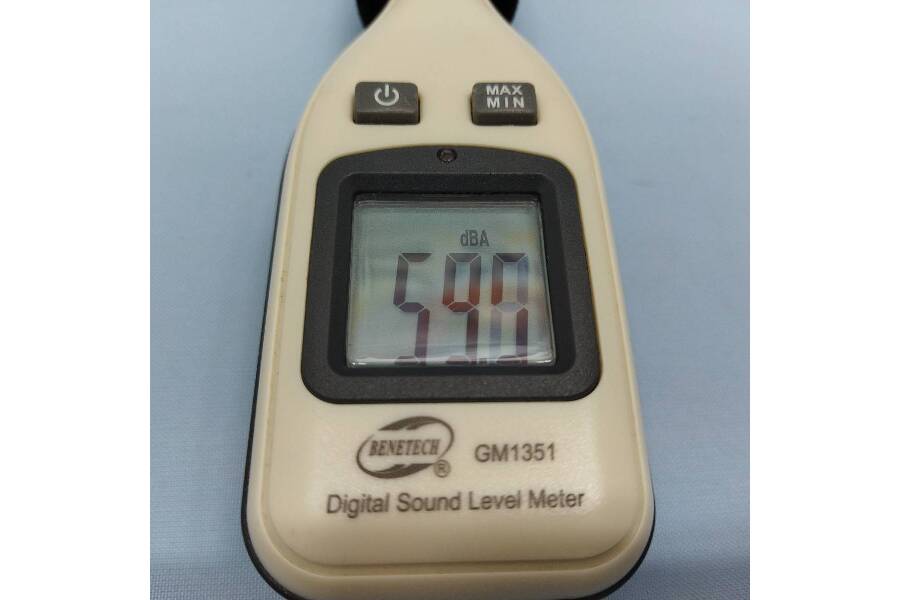 MAX
MIN
dBA
59.8
BENETECH® GM1351
Digital Sound Level Meter